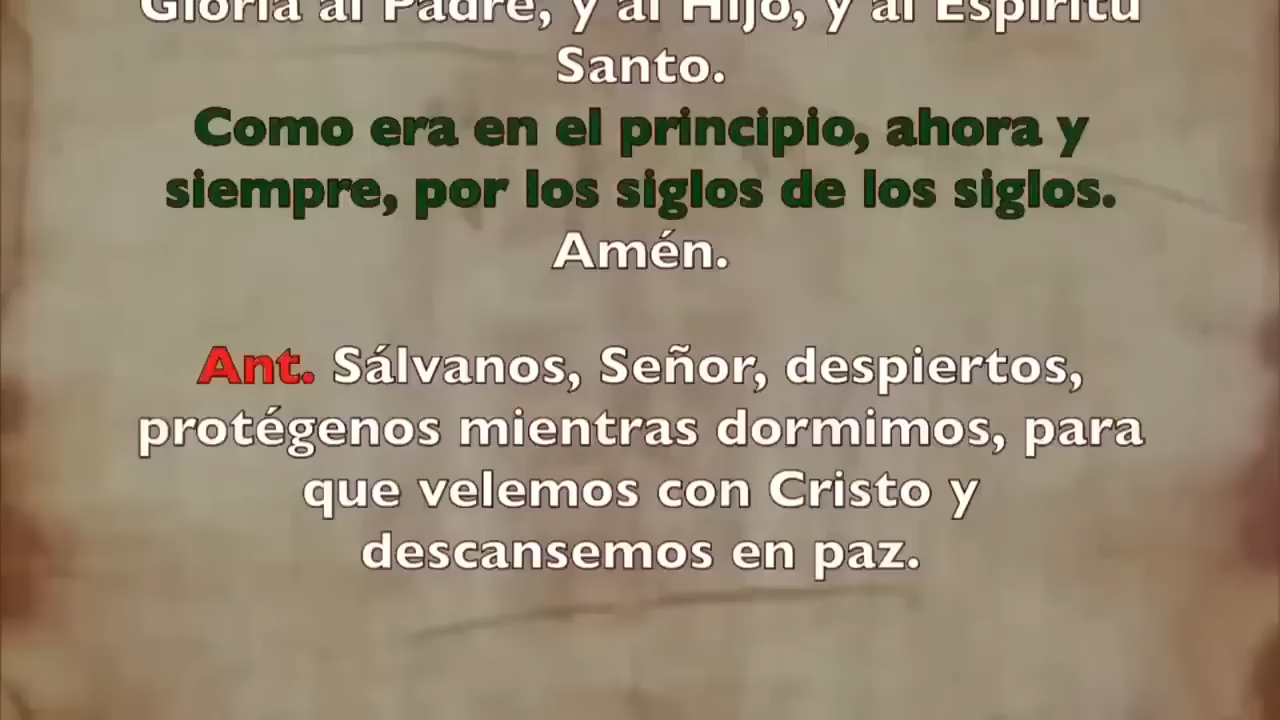 Gloria al Padre, y al Hijo, y al Espíritu
Santo.
Como era en el principio, ahora y
siempre, por los siglos de los siglos.
Amén.
Ant. Sálvanos, Señor, despiertos,
protégenos mientras dormimos, para
que velemos con Cristo y
descansemos en paz.